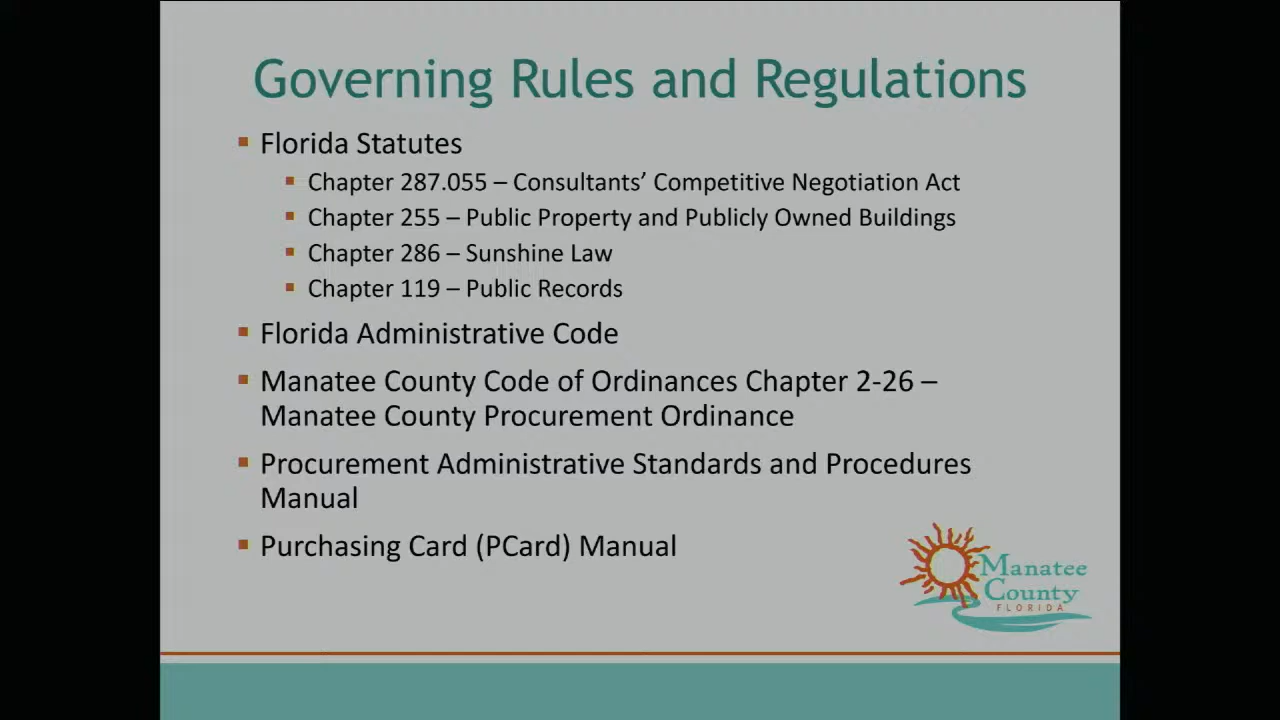 Governing Rules and Regulations
Florida Statutes
Chapter 287.055 – Consultants’ Competitive Negotiation Act
Chapter 255 – Public Property and Publicly Owned Buildings
Chapter 286 – Sunshine Law
Chapter 119 – Public Records
Florida Administrative Code
Manatee County Code of Ordinances Chapter 2-26 –
Manatee County Procurement Ordinance
Procurement Administrative Standards and Procedures
Manual
Purchasing Card (PCard) Manual
Manatee
County
FLORIDA